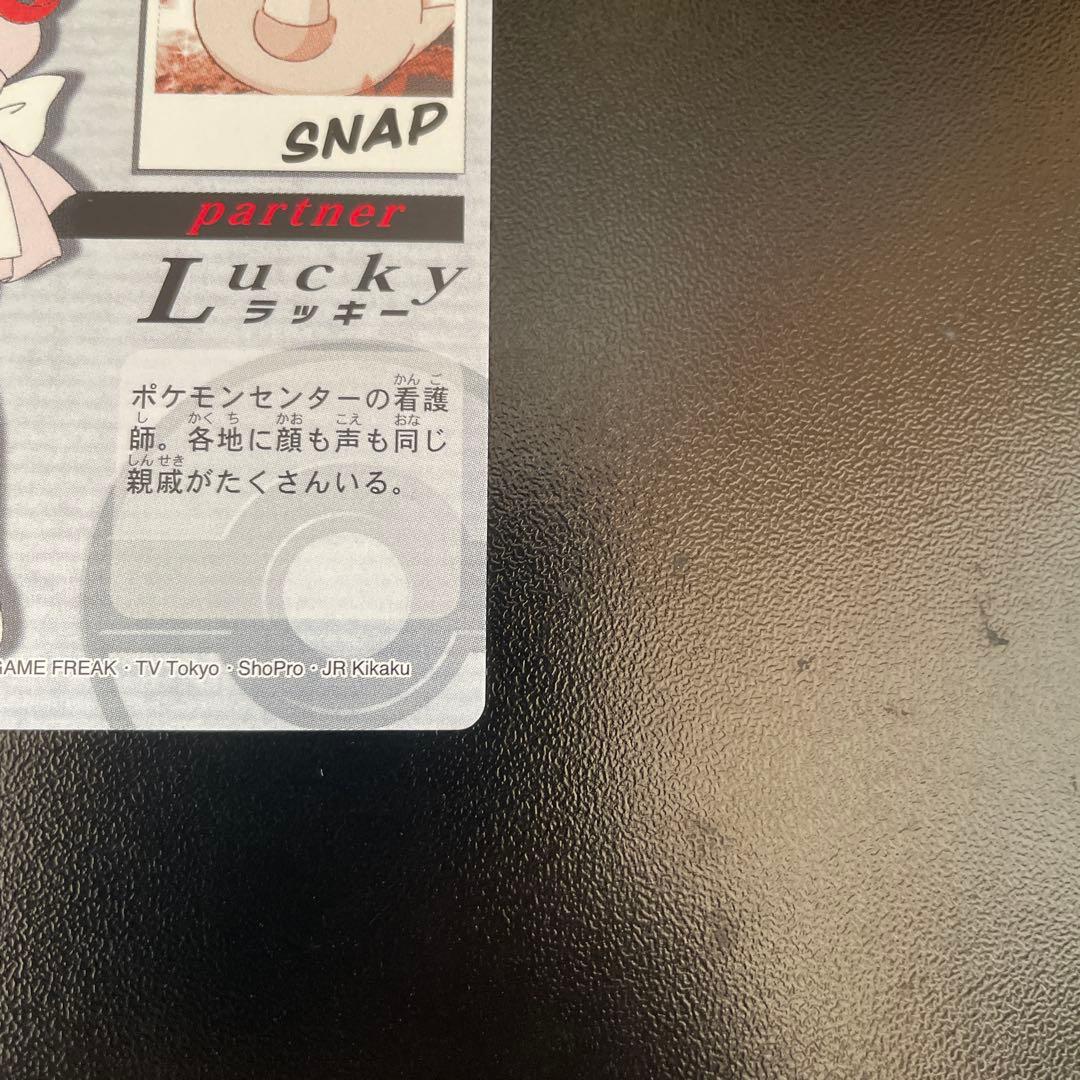 SNAP
partner
Lucky
ラッキー
ポケモンセンターの看護
師。各地に顔も声も同じ
親戚がたくさんいる。
GAME FREAK・TV Tokyo・ShoPro・JR Kikaku